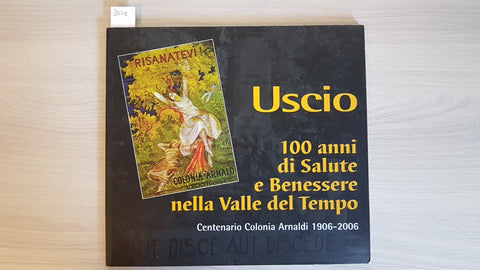 RISANATEVI!
COLONIA ARNALDI
Uscio
100 anni
di Salute
e Benessere
nella Valle del Tempo
Centenario Colonia Arnaldi 1906-2006
AUT DISCE AUT DISCEDE